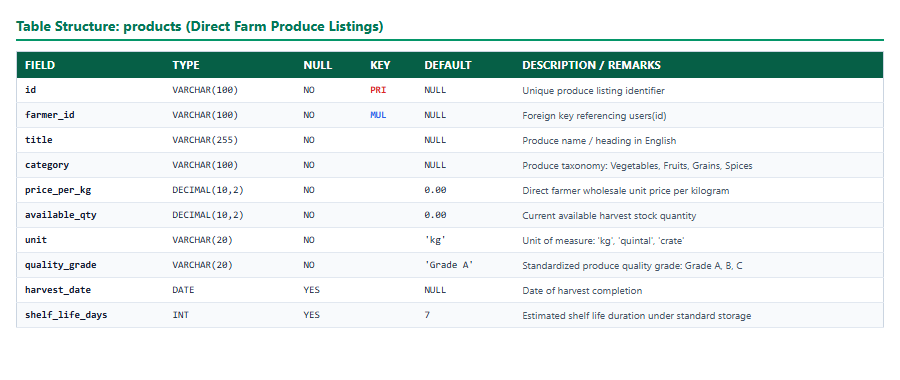 Table Structure: products (Direct Farm Produce Listings)
FIELD TYPE NULL KEY DEFAULT DESCRIPTION / REMARKS
id VARCHAR(100) NO PRI NULL Unique produce listing identifier
farmer_id VARCHAR(100) NO MUL NULL Foreign key referencing users(id)
title VARCHAR(255) NO NULL Produce name / heading in English
category VARCHAR(100) NO NULL Produce taxonomy: Vegetables, Fruits, Grains, Spices
price_per_kg DECIMAL(10,2) NO 0.00 Direct farmer wholesale unit price per kilogram
available_qty DECIMAL(10,2) NO 0.00 Current available harvest stock quantity
unit VARCHAR(20) NO 'kg' Unit of measure: 'kg', 'quintal', 'crate'
quality_grade VARCHAR(20) NO 'Grade A' Standardized produce quality grade: Grade A, B, C
harvest_date DATE YES NULL Date of harvest completion
shelf_life_days INT YES 7 Estimated shelf life duration under standard storage